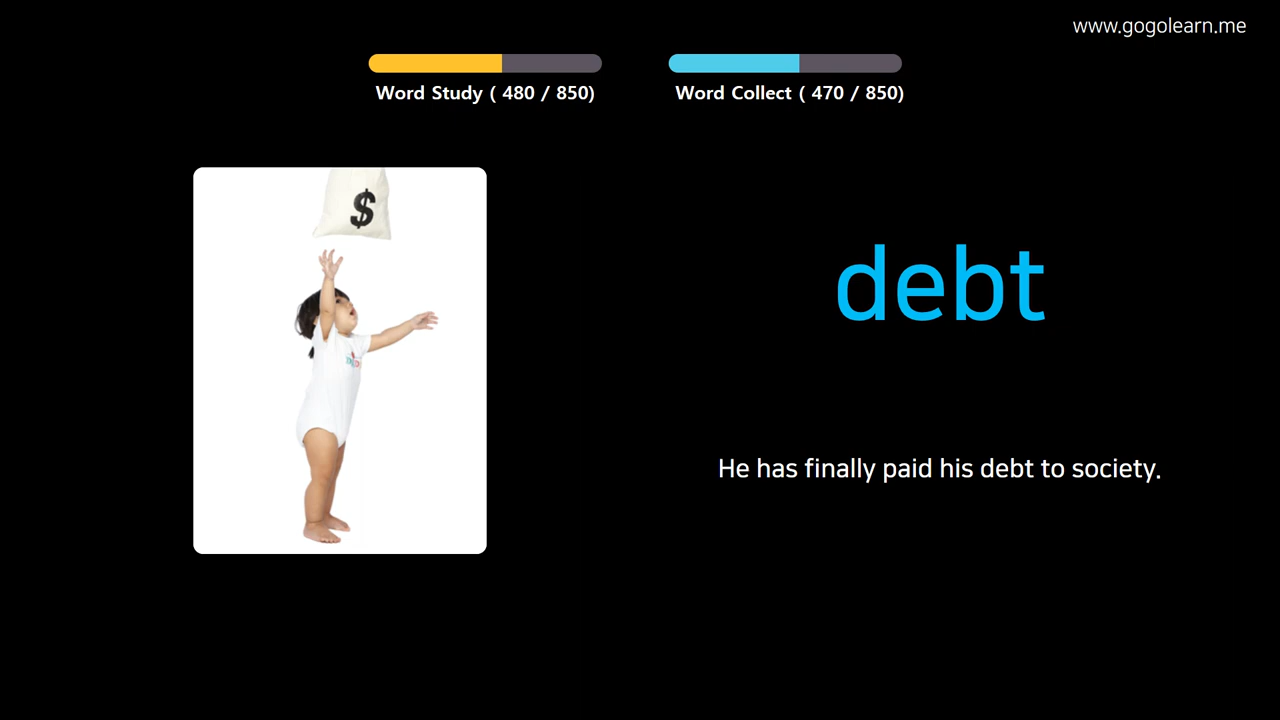 www.gogolearn.me
Word Study ( 480 / 850)
Word Collect ( 470 / 850)
$
debt
He has finally paid his debt to society.